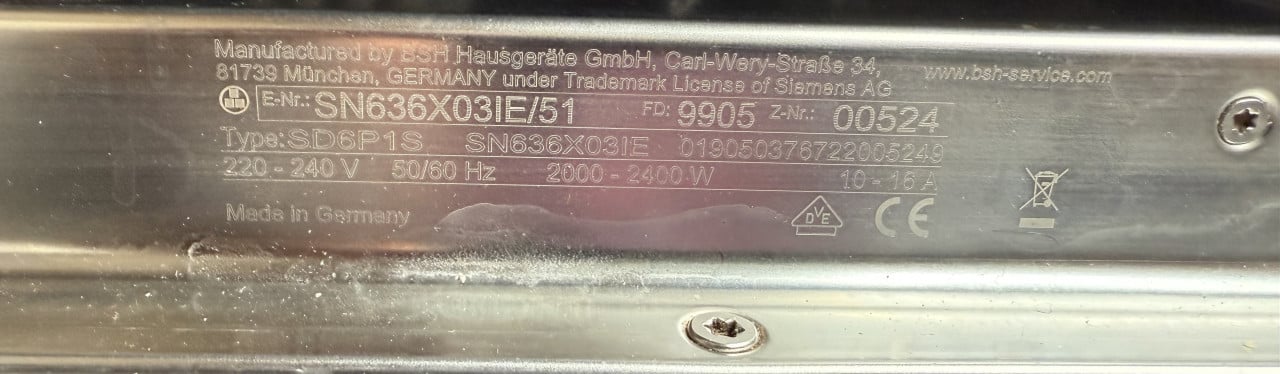 Manufactured by BSH Hausgeräte GmbH, Carl-Wery-Straße 34,
81739 München, GERMANY under Trademark License of Siemens AG
www.bsh-service.com
E-Nr.: SN636X03IE/51 FD: 9905 Z-Nr.: 00524
Type: SD6P1S SN636X03IE 019050376722005249
220 - 240 V 50/60 Hz 2000 - 2400 W 10 - 16 A
Made in Germany
DVE CE